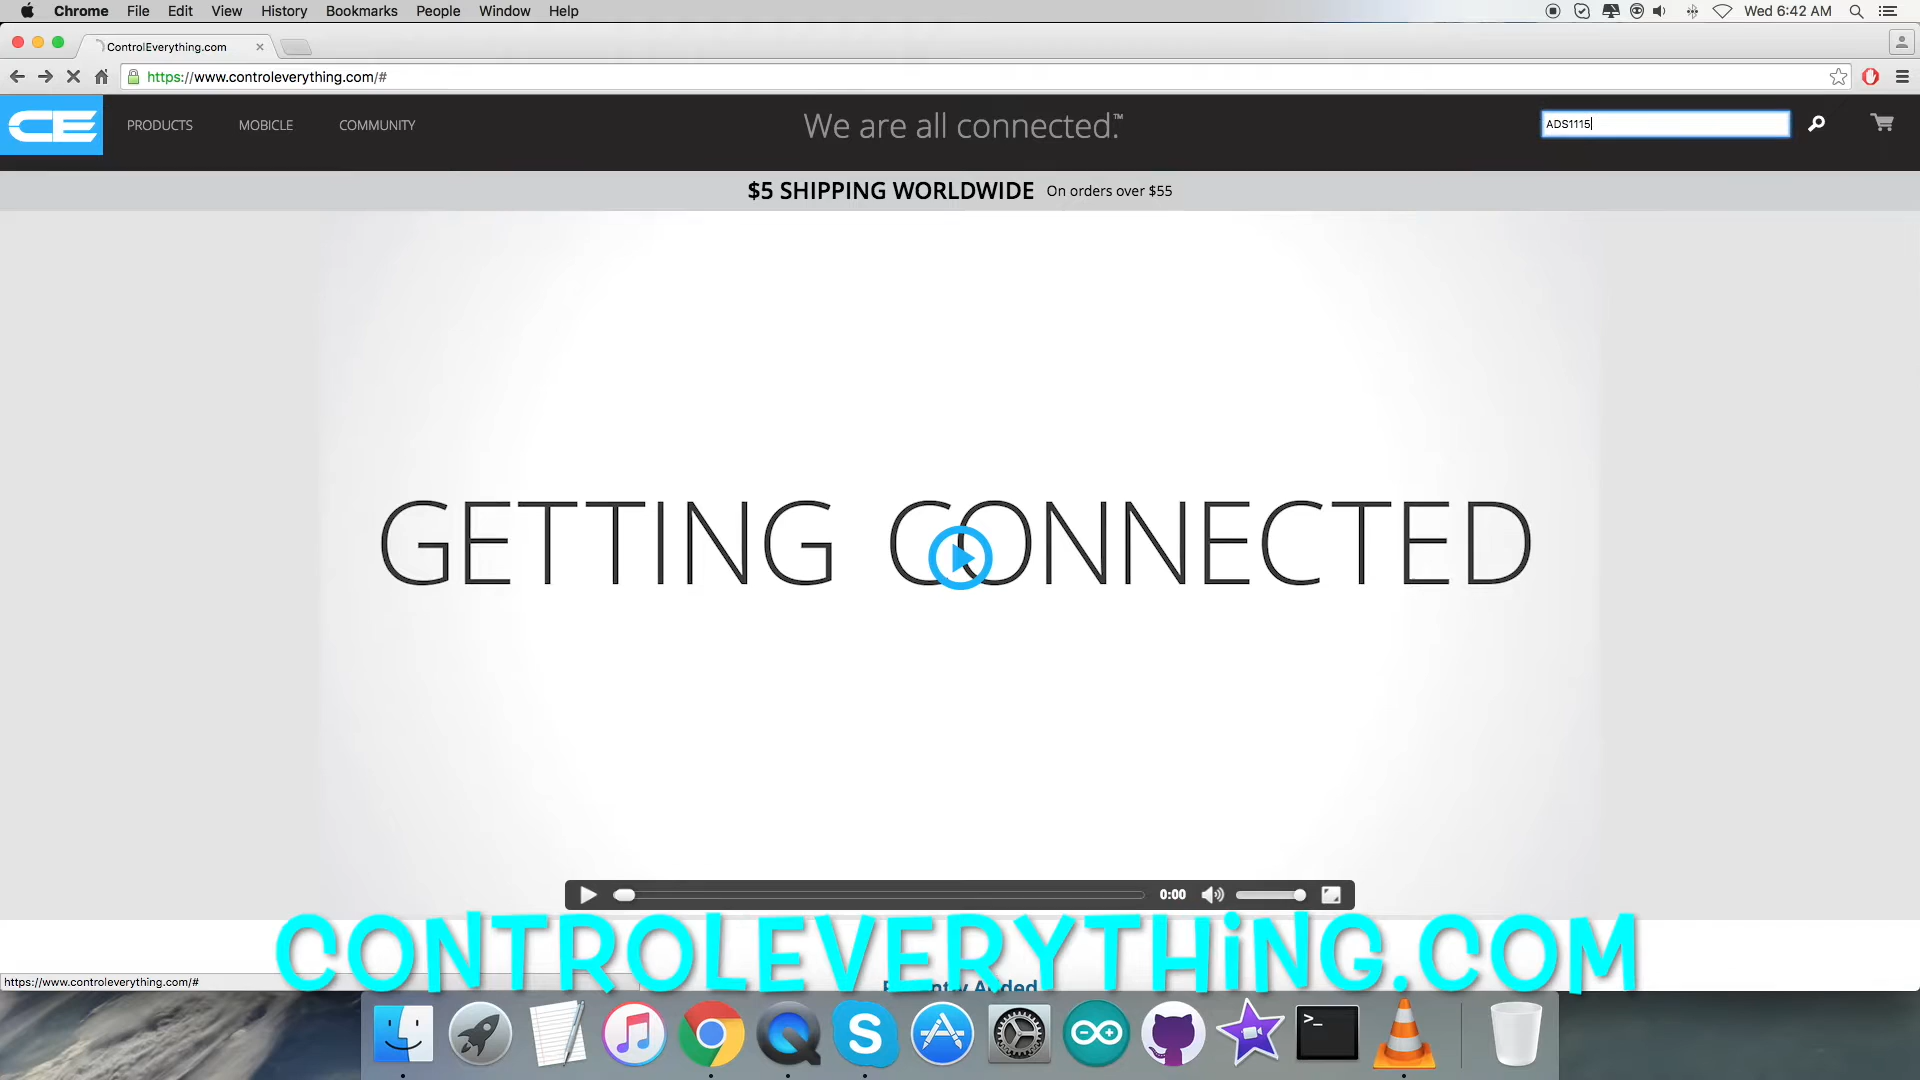 Chrome File Edit View History Bookmarks People Window Help Wed 6:42 AM
ControlEverything.com
https://www.controleverything.com/#
CE PRODUCTS MOBICLE COMMUNITY We are all connected.™ ADS1115
$5 SHIPPING WORLDWIDE On orders over $55
GETTING CONNECTED
0:00
CONTROLEVERYTHiNG.COM
https://www.controleverything.com/#
Added
>_